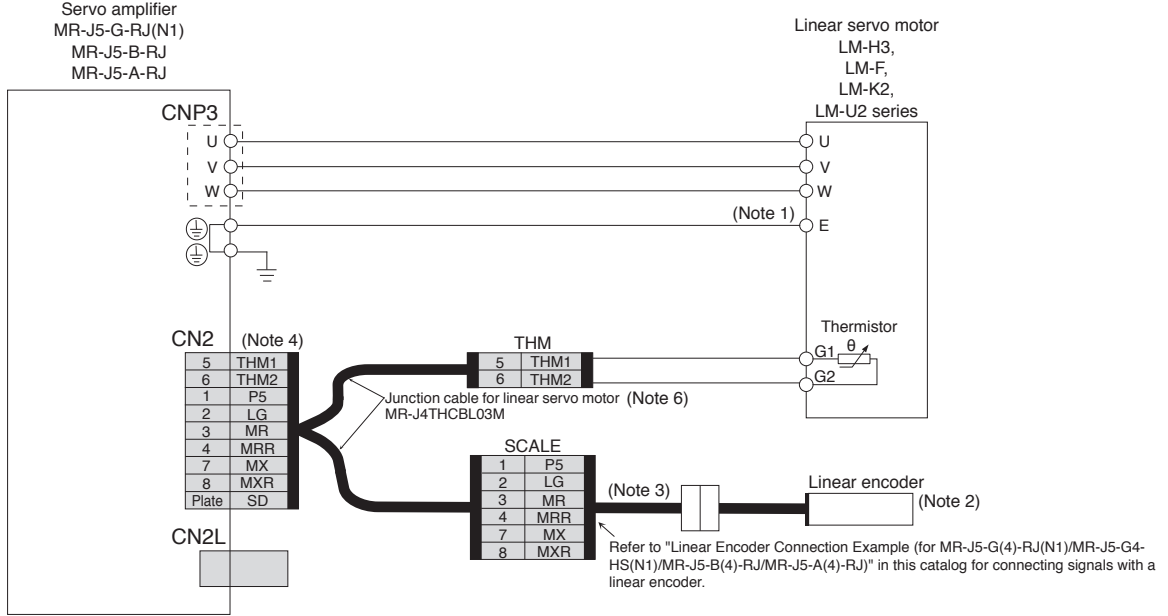 Servo amplifier
MR-J5-G-RJ(N1)
MR-J5-B-RJ
MR-J5-A-RJ
Linear servo motor
LM-H3,
LM-F,
LM-K2,
LM-U2 series
CNP3
U
V
W
U
V
W
(Note 1)
E
CN2
(Note 4)
5 THM1
6 THM2
1 P5
2 LG
3 MR
4 MRR
7 MX
8 MXR
Plate SD
CN2L
THM
5 THM1
6 THM2
Thermistor
G1
θ
G2
Junction cable for linear servo motor (Note 6)
MR-J4THCBL03M
SCALE
1 P5
2 LG
3 MR
4 MRR
7 MX
8 MXR
(Note 3)
Linear encoder
(Note 2)
Refer to "Linear Encoder Connection Example (for MR-J5-G(4)-RJ(N1)/MR-J5-G4-
HS(N1)/MR-J5-B(4)-RJ/MR-J5-A(4)-RJ)" in this catalog for connecting signals with a
linear encoder.